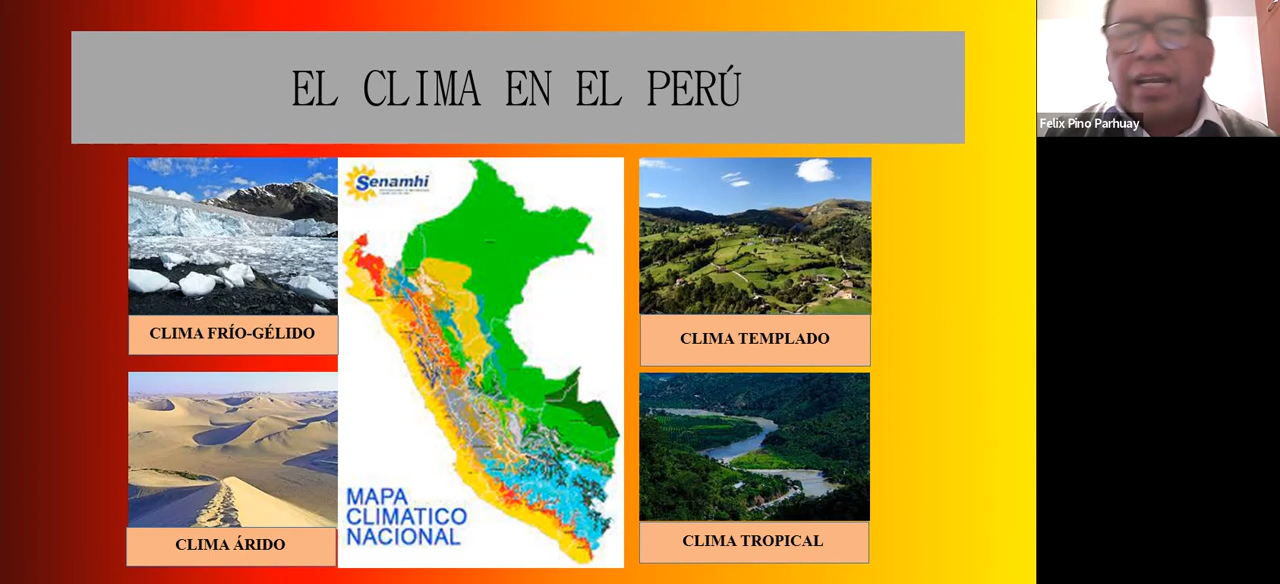 EL CLIMA EN EL PERÚ
Felix Pino Parhuay
Senamhi
CLIMA FRÍO-GÉLIDO
CLIMA TEMPLADO
MAPA
CLIMATICO
NACIONAL
CLIMA ÁRIDO
CLIMA TROPICAL